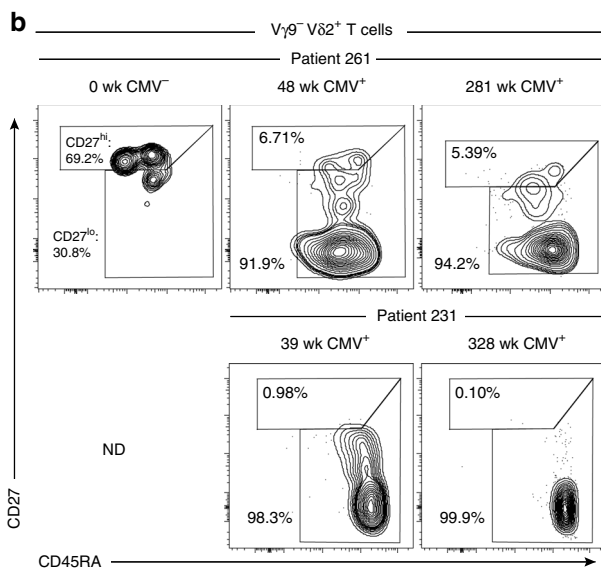 b
Vγ9⁻ Vδ2⁺ T cells
Patient 261
0 wk CMV⁻
48 wk CMV⁺
281 wk CMV⁺
CD27ʰⁱ:
69.2%
CD27ˡᵒ:
30.8%
6.71%
91.9%
5.39%
94.2%
Patient 231
39 wk CMV⁺
328 wk CMV⁺
ND
0.98%
98.3%
0.10%
99.9%
CD27
CD45RA